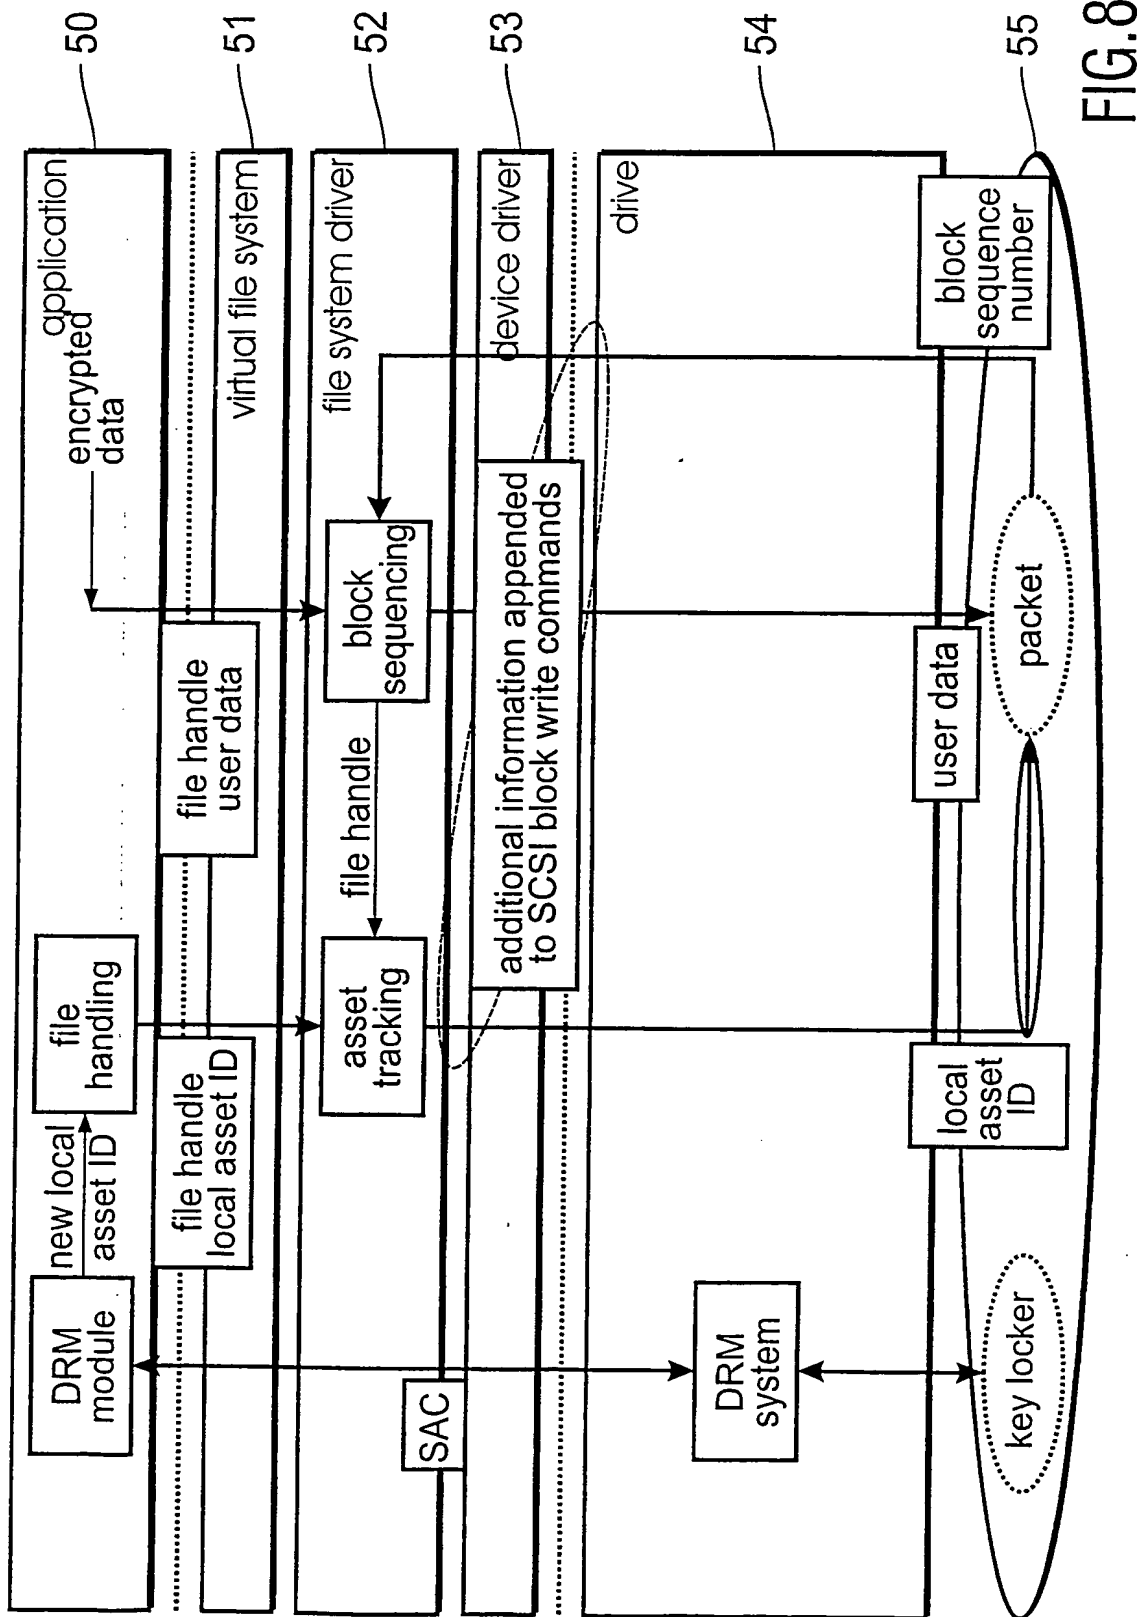 application
50
DRM
module
new local
asset ID
file
handling
encrypted
data
file handle
local asset ID
file handle
user data
virtual file system
51
file system driver
52
asset
tracking
file handle
block
sequencing
SAC
device driver
53
additional information appended
to SCSI block write commands
drive
54
DRM
system
local
asset
ID
user data
block
sequence
number
key locker
packet
55
FIG.8